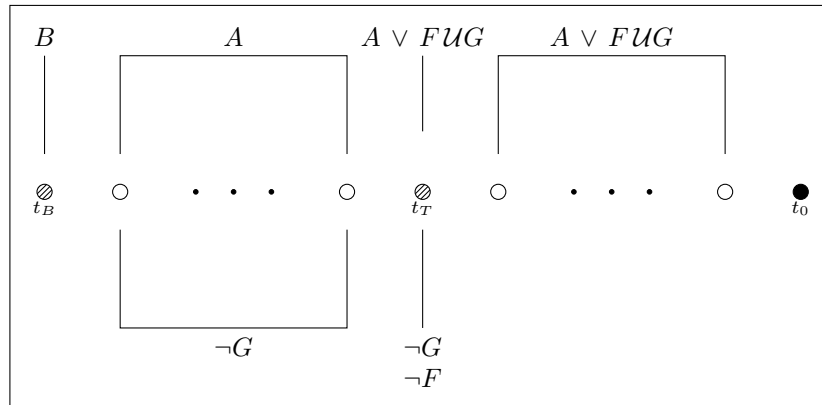 B A A ∨ F𝒰G A ∨ F𝒰G
t_B t_T t_0
¬G ¬G
¬F